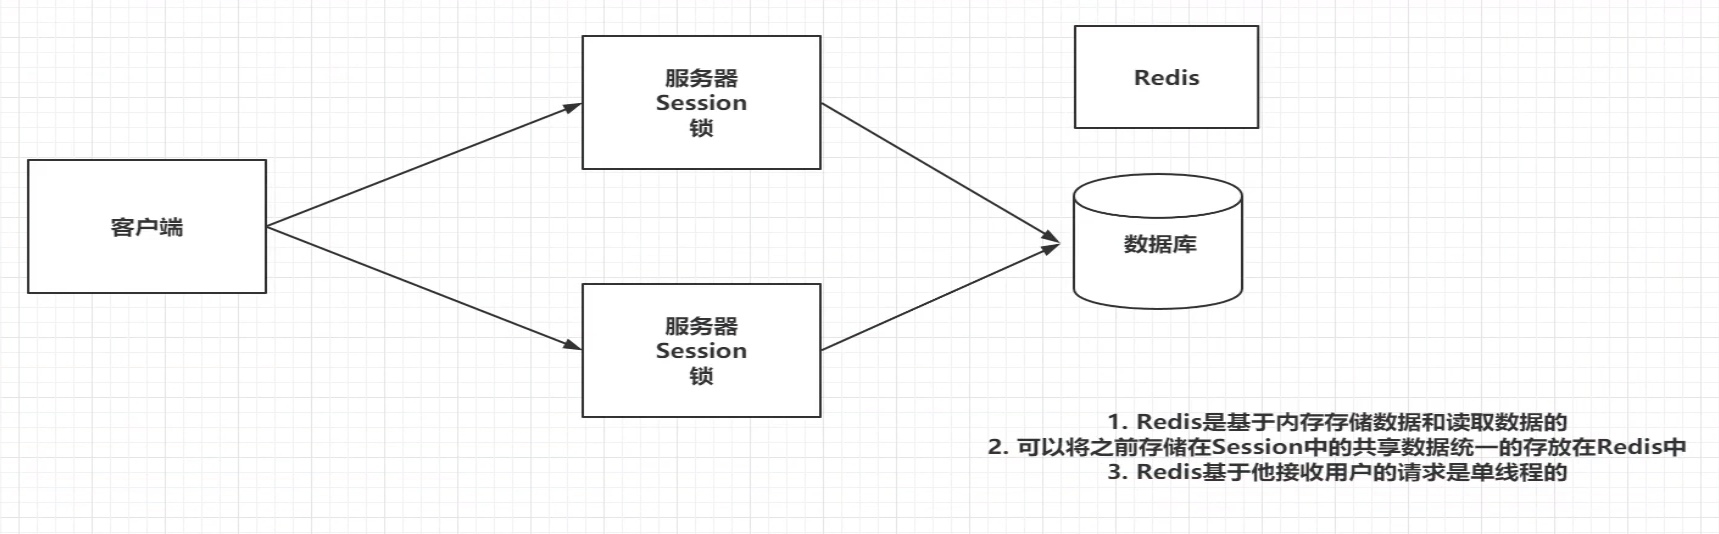 客户端
服务器
Session
锁
服务器
Session
锁
Redis
数据库
1. Redis是基于内存存储数据和读取数据的
2. 可以将之前存储在Session中的共享数据统一的存放在Redis中
3. Redis基于他接收用户的请求是单线程的